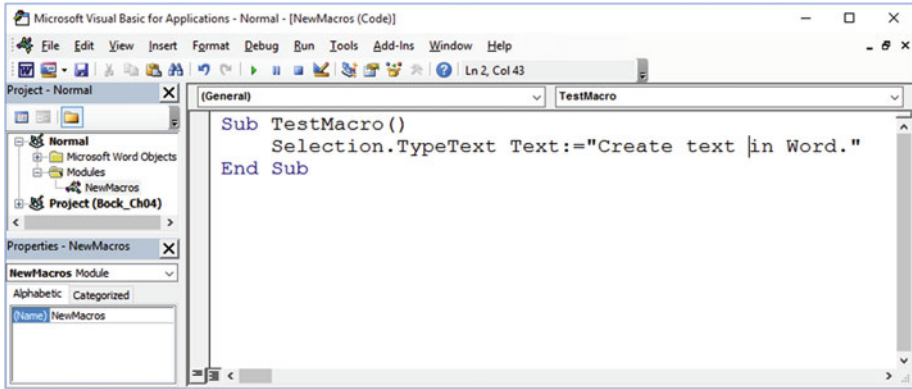 Microsoft Visual Basic for Applications - Normal - [NewMacros (Code)]
File Edit View Insert Format Debug Run Tools Add-Ins Window Help
Ln 2, Col 43
Project - Normal
Normal
Microsoft Word Objects
Modules
NewMacros
Project (Bock_Ch04)
Properties - NewMacros
NewMacros Module
Alphabetic Categorized
(Name) NewMacros
(General) TestMacro
Sub TestMacro()
Selection.TypeText Text:="Create text in Word."
End Sub